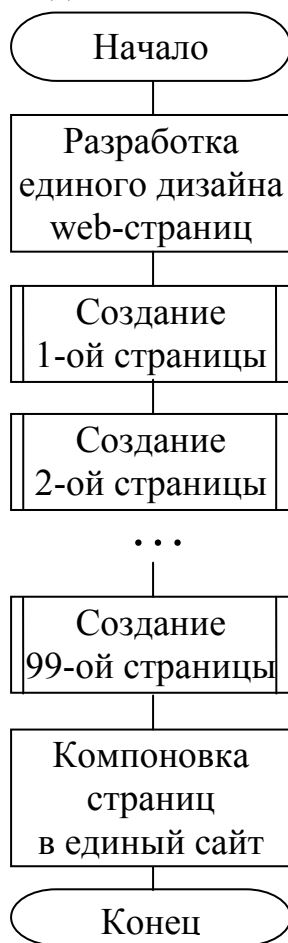 Начало
Разработка
единого дизайна
web-страниц
Создание
1-ой страницы
Создание
2-ой страницы
...
Создание
99-ой страницы
Компоновка
страниц
в единый сайт
Конец